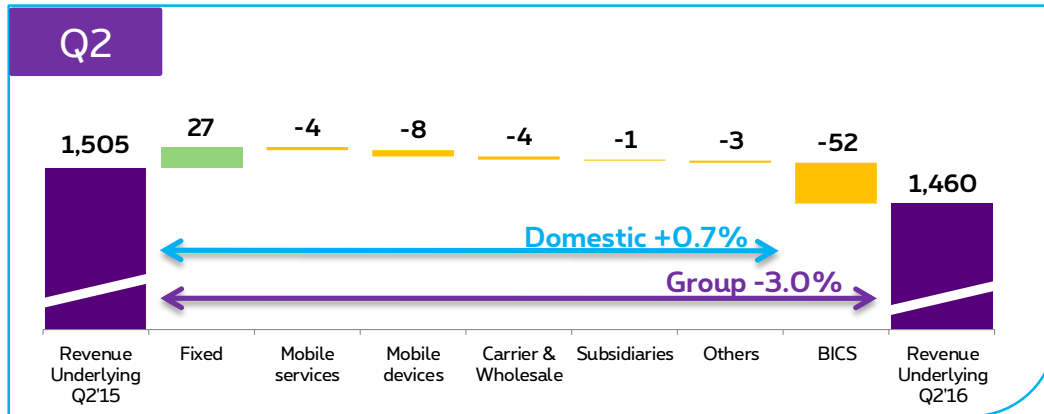 Q2
1,505
27
-4
-8
-4
-1
-3
-52
1,460
Domestic +0.7%
Group -3.0%
Revenue
Underlying
Q2'15
Fixed
Mobile
services
Mobile
devices
Carrier &
Wholesale
Subsidiaries
Others
BICS
Revenue
Underlying
Q2'16